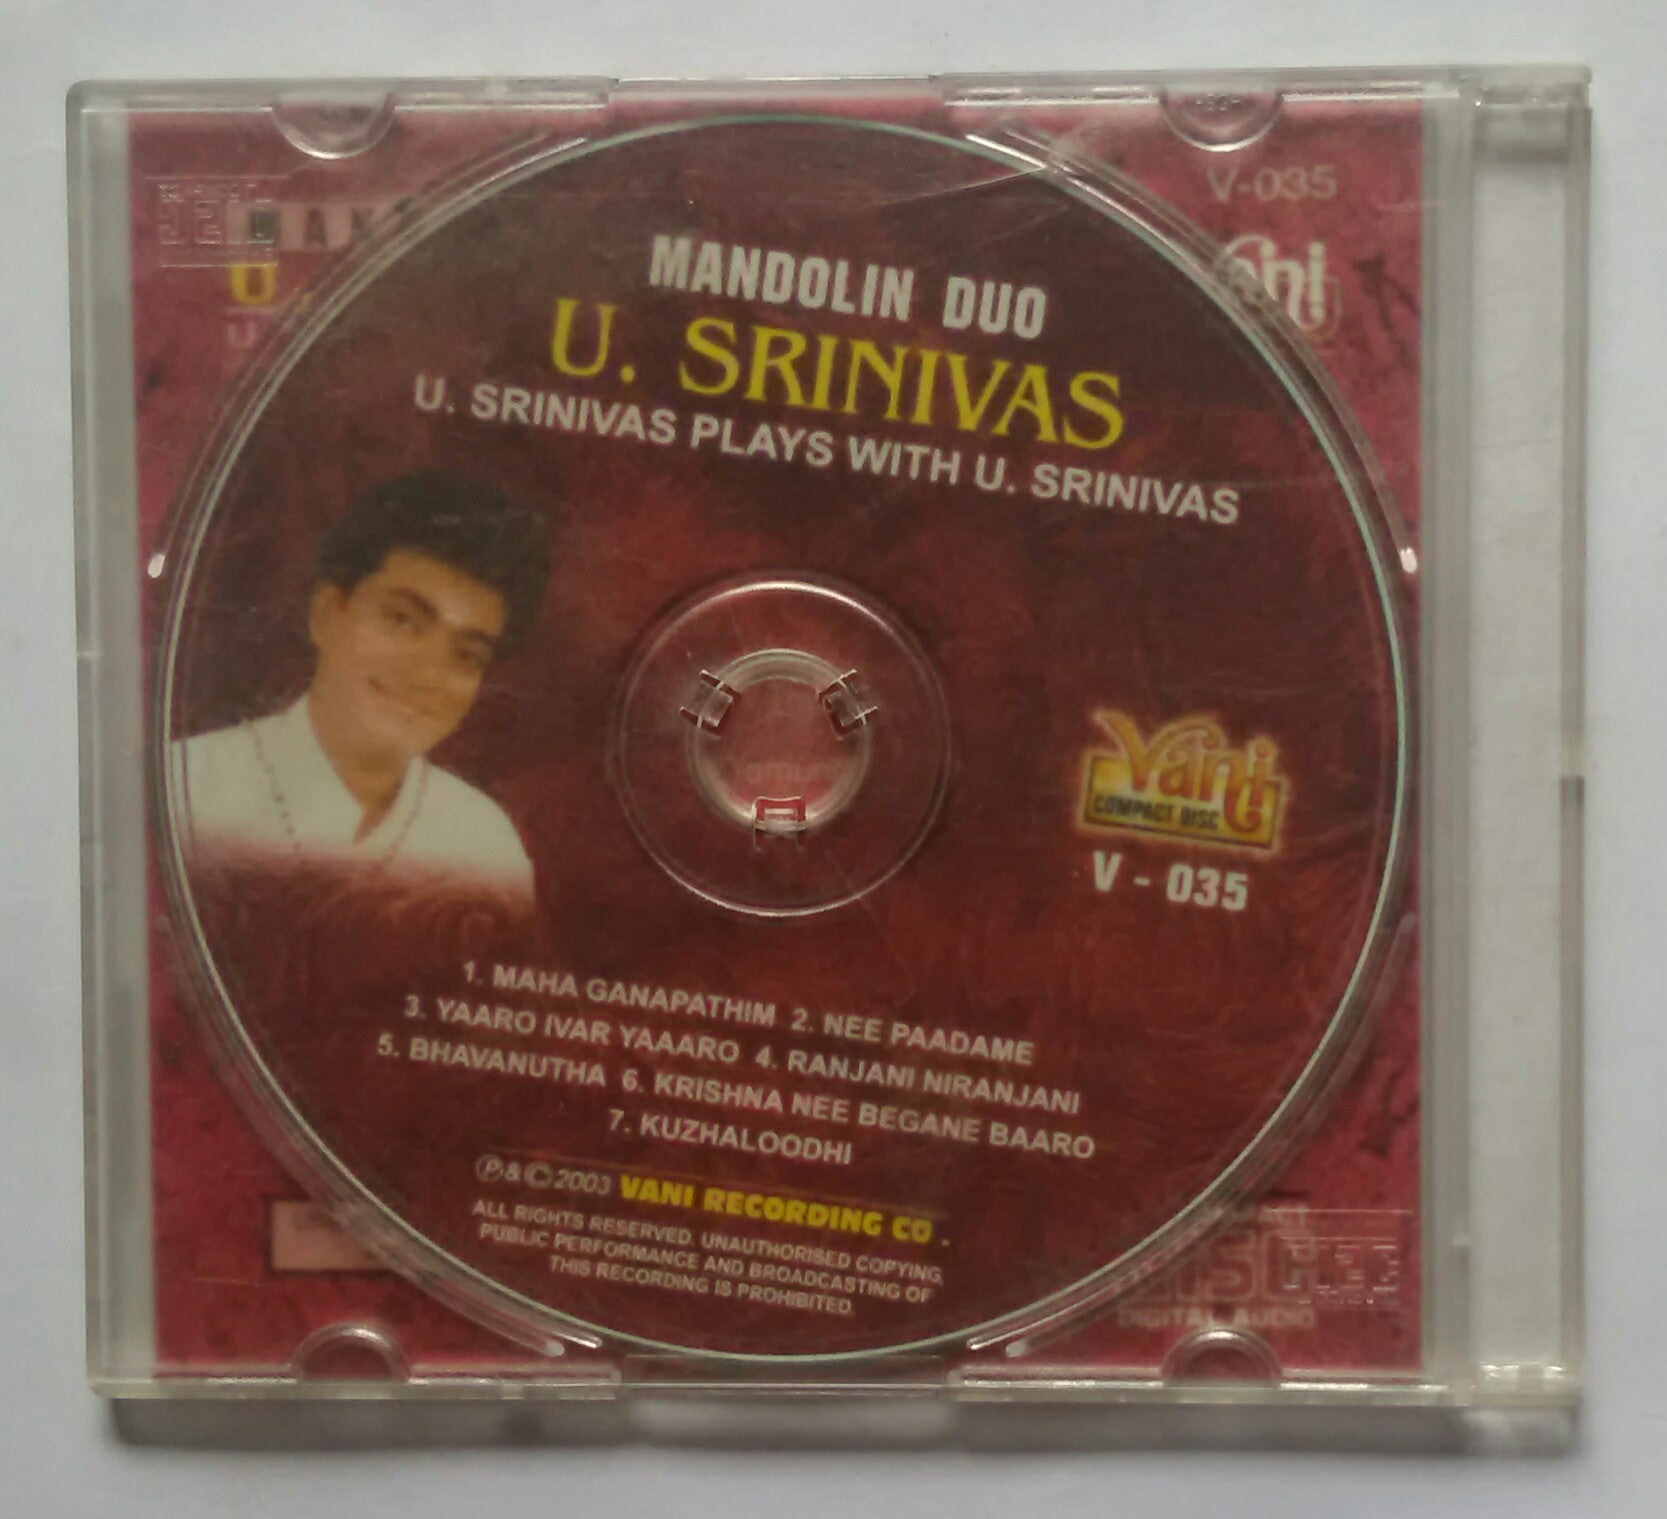 V-035
Vani
MAN
U.
U
MANDOLIN DUO
U. SRINIVAS
U. SRINIVAS PLAYS WITH U. SRINIVAS
Vani
COMPACT DISC
V - 035
1. MAHA GANAPATHIM 2. NEE PAADAME
3. YAARO IVAR YAAARO 4. RANJANI NIRANJANI
5. BHAVANUTHA 6. KRISHNA NEE BEGANE BAARO
7. KUZHALOODHI
℗ & © 2003 VANI RECORDING CO .
ALL RIGHTS RESERVED. UNAUTHORISED COPYING,
PUBLIC PERFORMANCE AND BROADCASTING OF
THIS RECORDING IS PROHIBITED.
DIGITAL AUDIO